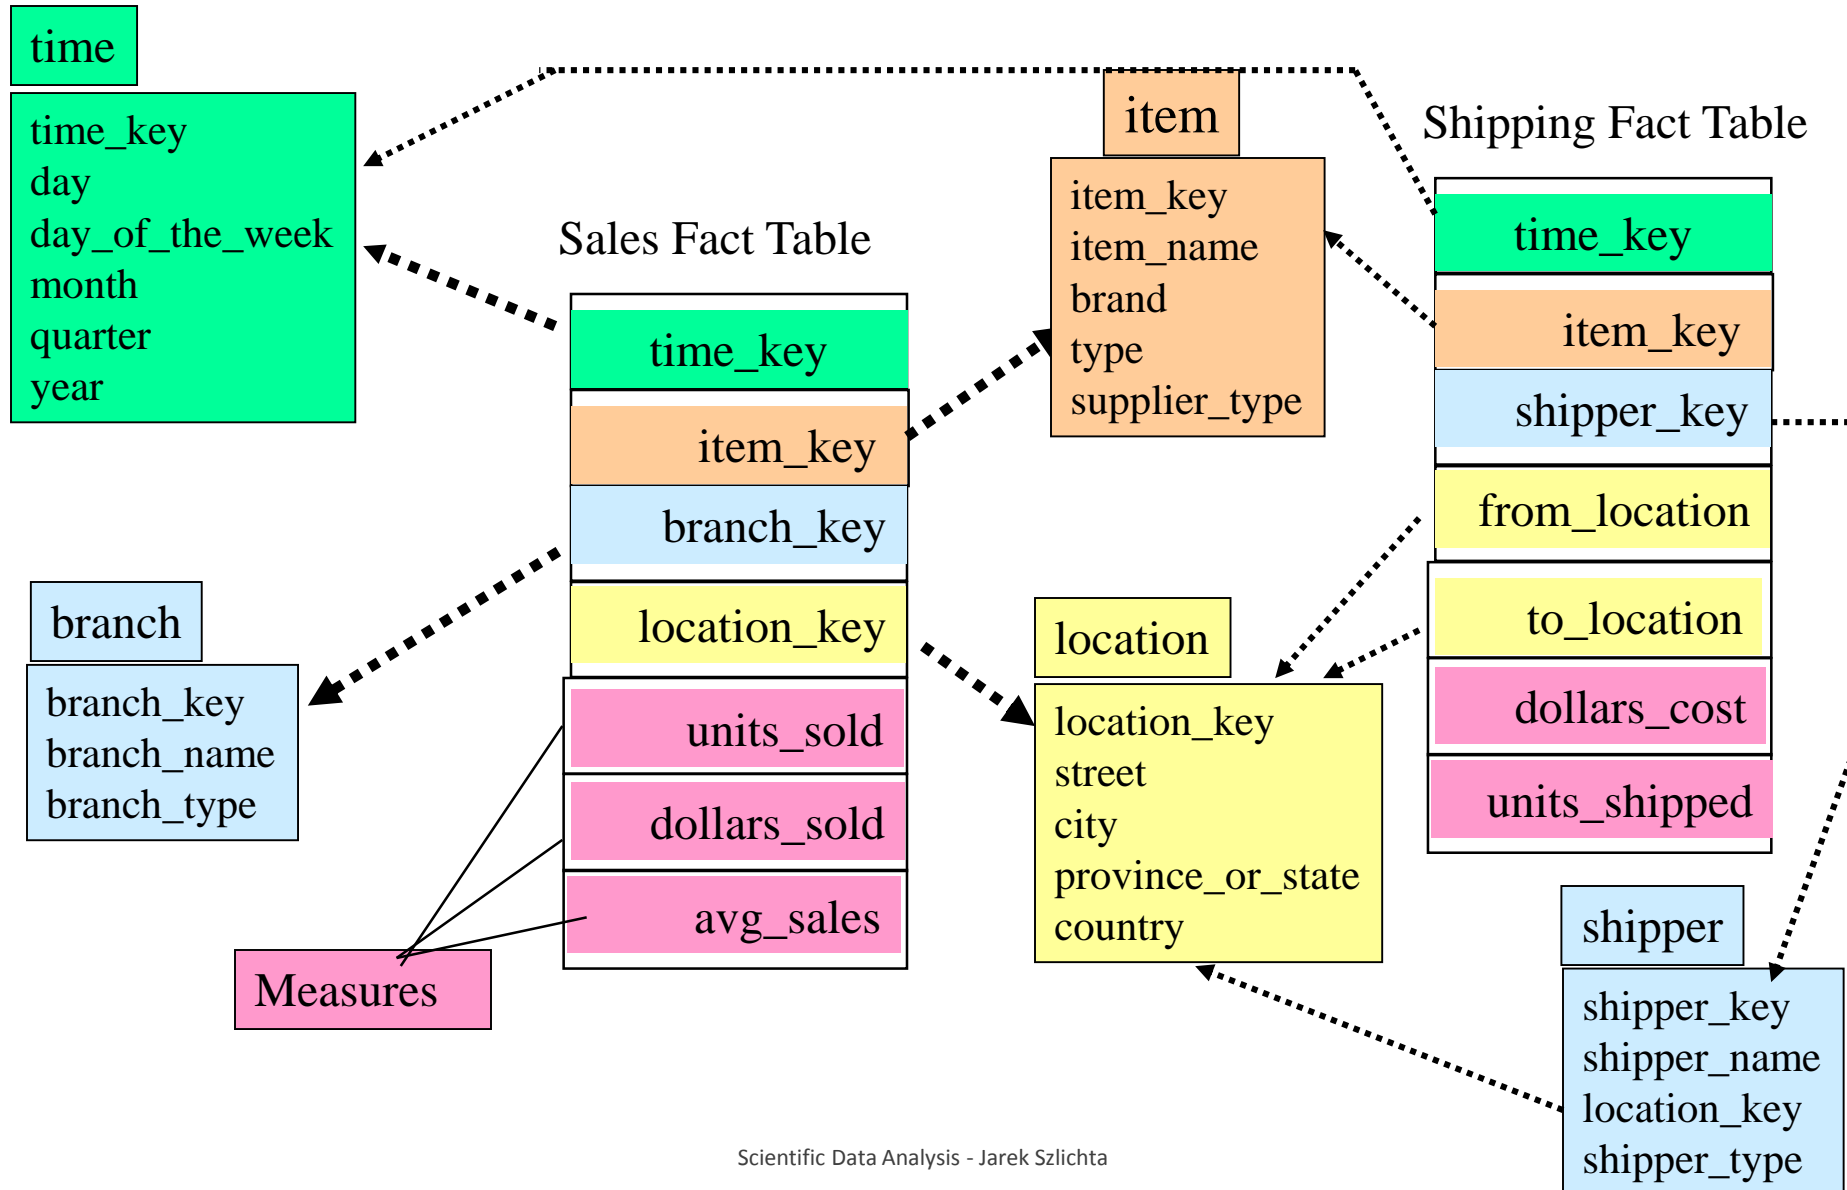 time
time_key
day
day_of_the_week
month
quarter
year
Sales Fact Table
time_key
item_key
branch_key
location_key
units_sold
dollars_sold
avg_sales
Measures
branch
branch_key
branch_name
branch_type
item
item_key
item_name
brand
type
supplier_type
location
location_key
street
city
province_or_state
country
Shipping Fact Table
time_key
item_key
shipper_key
from_location
to_location
dollars_cost
units_shipped
shipper
shipper_key
shipper_name
location_key
shipper_type
Scientific Data Analysis - Jarek Szlichta